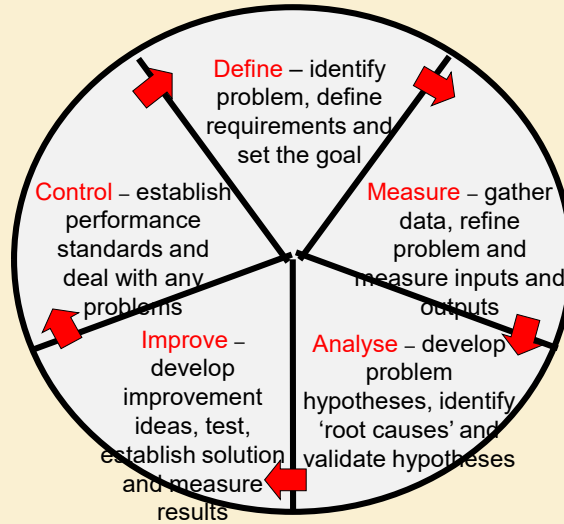 Define – identify
problem, define
requirements and
set the goal
Measure – gather
data, refine
problem and
measure inputs and
outputs
Analyse – develop
problem
hypotheses, identify
‘root causes’ and
validate hypotheses
Improve –
develop
improvement
ideas, test,
establish solution
and measure
results
Control – establish
performance
standards and
deal with any
problems